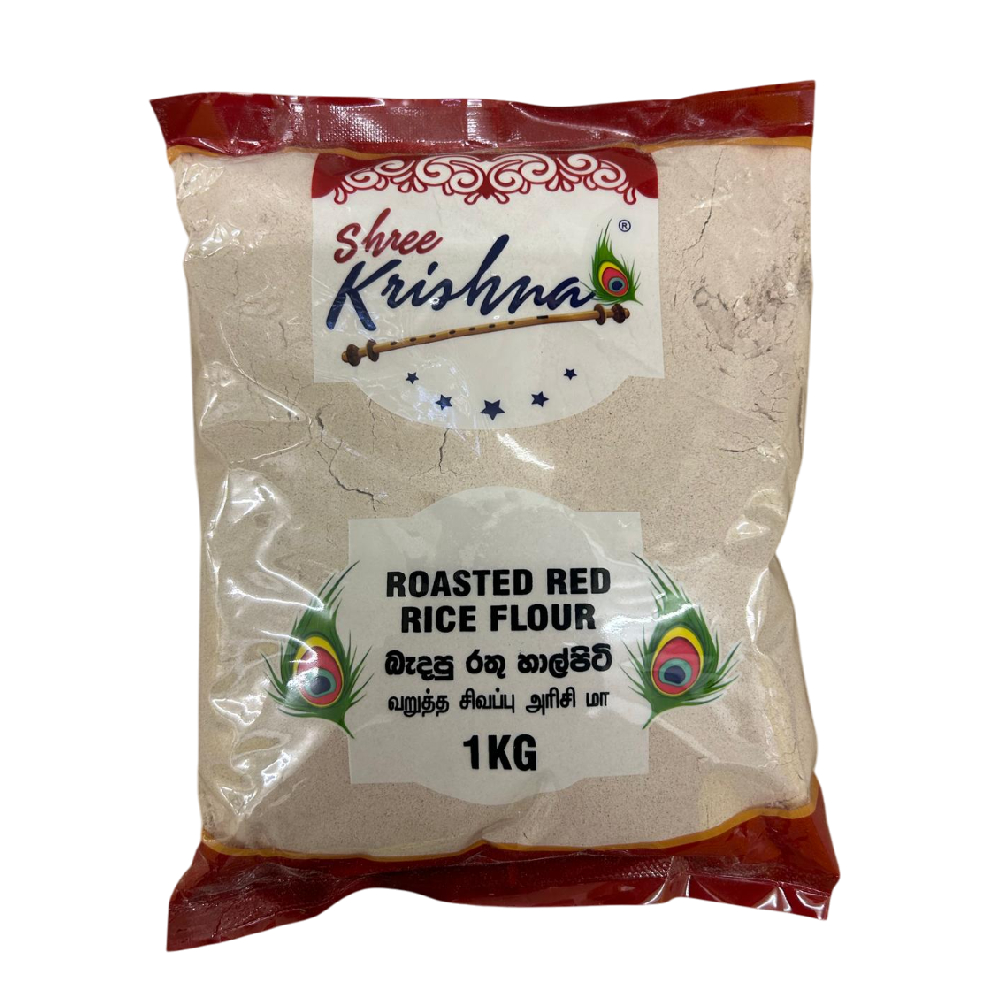 Shree
Krishna ®
ROASTED RED
RICE FLOUR
බැදපු රතු හාල්පිටි
வறுத்த சிவப்பு அரிசி மா
1KG